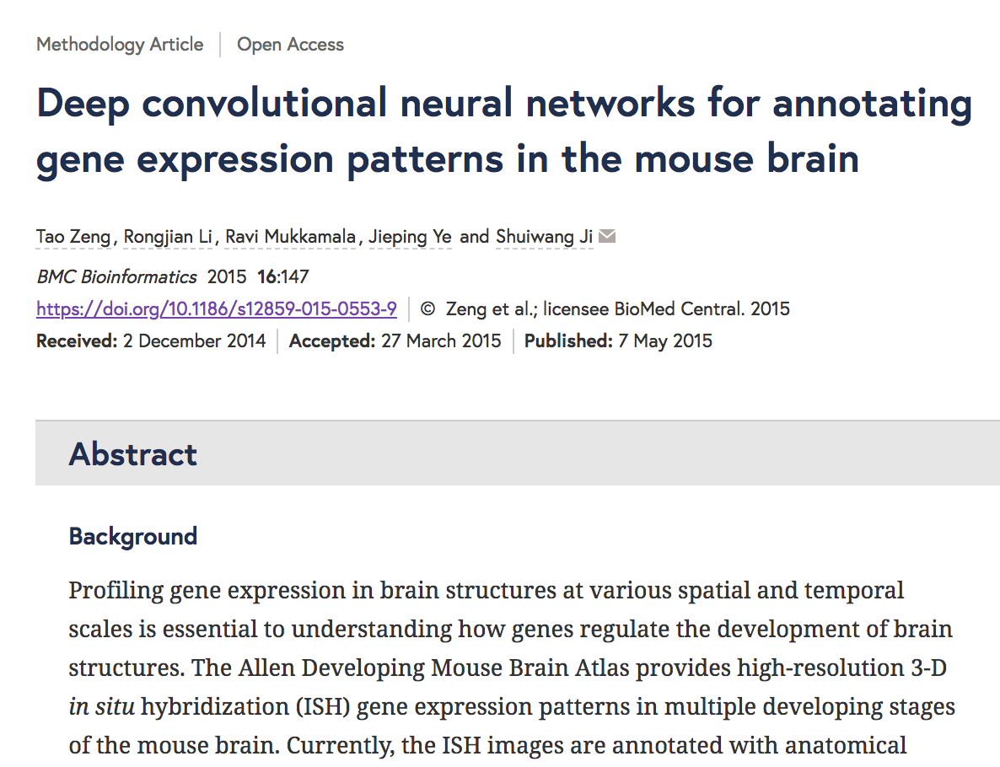 Methodology Article | Open Access
Deep convolutional neural networks for annotating
gene expression patterns in the mouse brain
Tao Zeng, Rongjian Li, Ravi Mukkamala, Jieping Ye and Shuiwang Ji
BMC Bioinformatics 2015 16:147
https://doi.org/10.1186/s12859-015-0553-9 | © Zeng et al.; licensee BioMed Central. 2015
Received: 2 December 2014 | Accepted: 27 March 2015 | Published: 7 May 2015
Abstract
Background
Profiling gene expression in brain structures at various spatial and temporal
scales is essential to understanding how genes regulate the development of brain
structures. The Allen Developing Mouse Brain Atlas provides high-resolution 3-D
in situ hybridization (ISH) gene expression patterns in multiple developing stages
of the mouse brain. Currently, the ISH images are annotated with anatomical